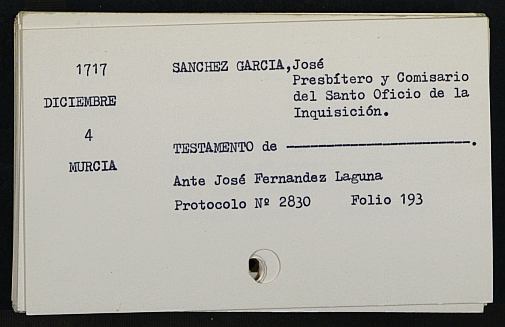 1717
DICIEMBRE
4
MURCIA
SANCHEZ GARCIA,José
Presbítero y Comisario
del Santo Oficio de la
Inquisición.
TESTAMENTO de ------------------------.
Ante José Fernandez Laguna
Protocolo Nº 2830 Folio 193